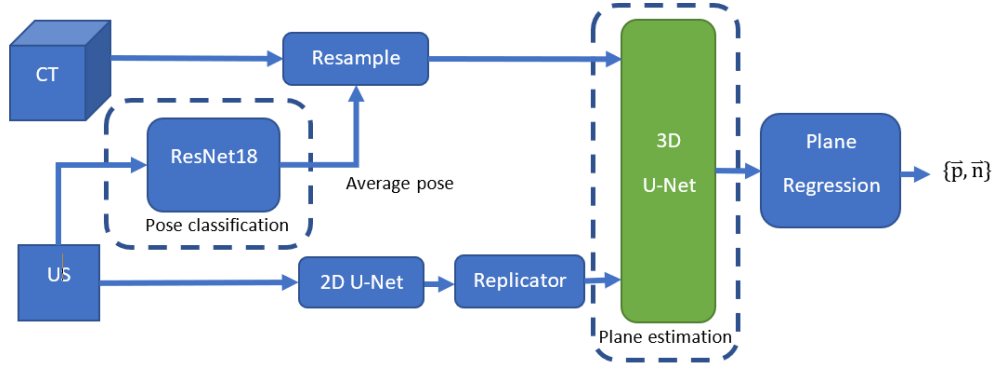 CT
Resample
ResNet18
Average pose
Pose classification
US
2D U-Net
Replicator
3D
U-Net
Plane estimation
Plane
Regression
{p⃗, n⃗}